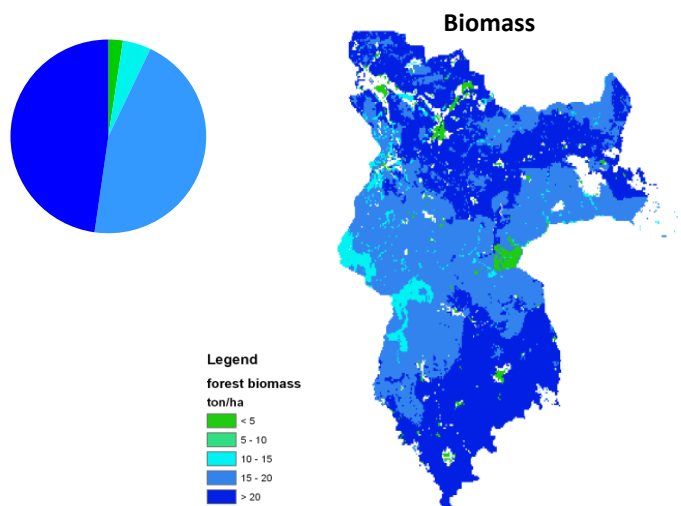 Biomass
Legend
forest biomass
ton/ha
< 5
5 - 10
10 - 15
15 - 20
> 20